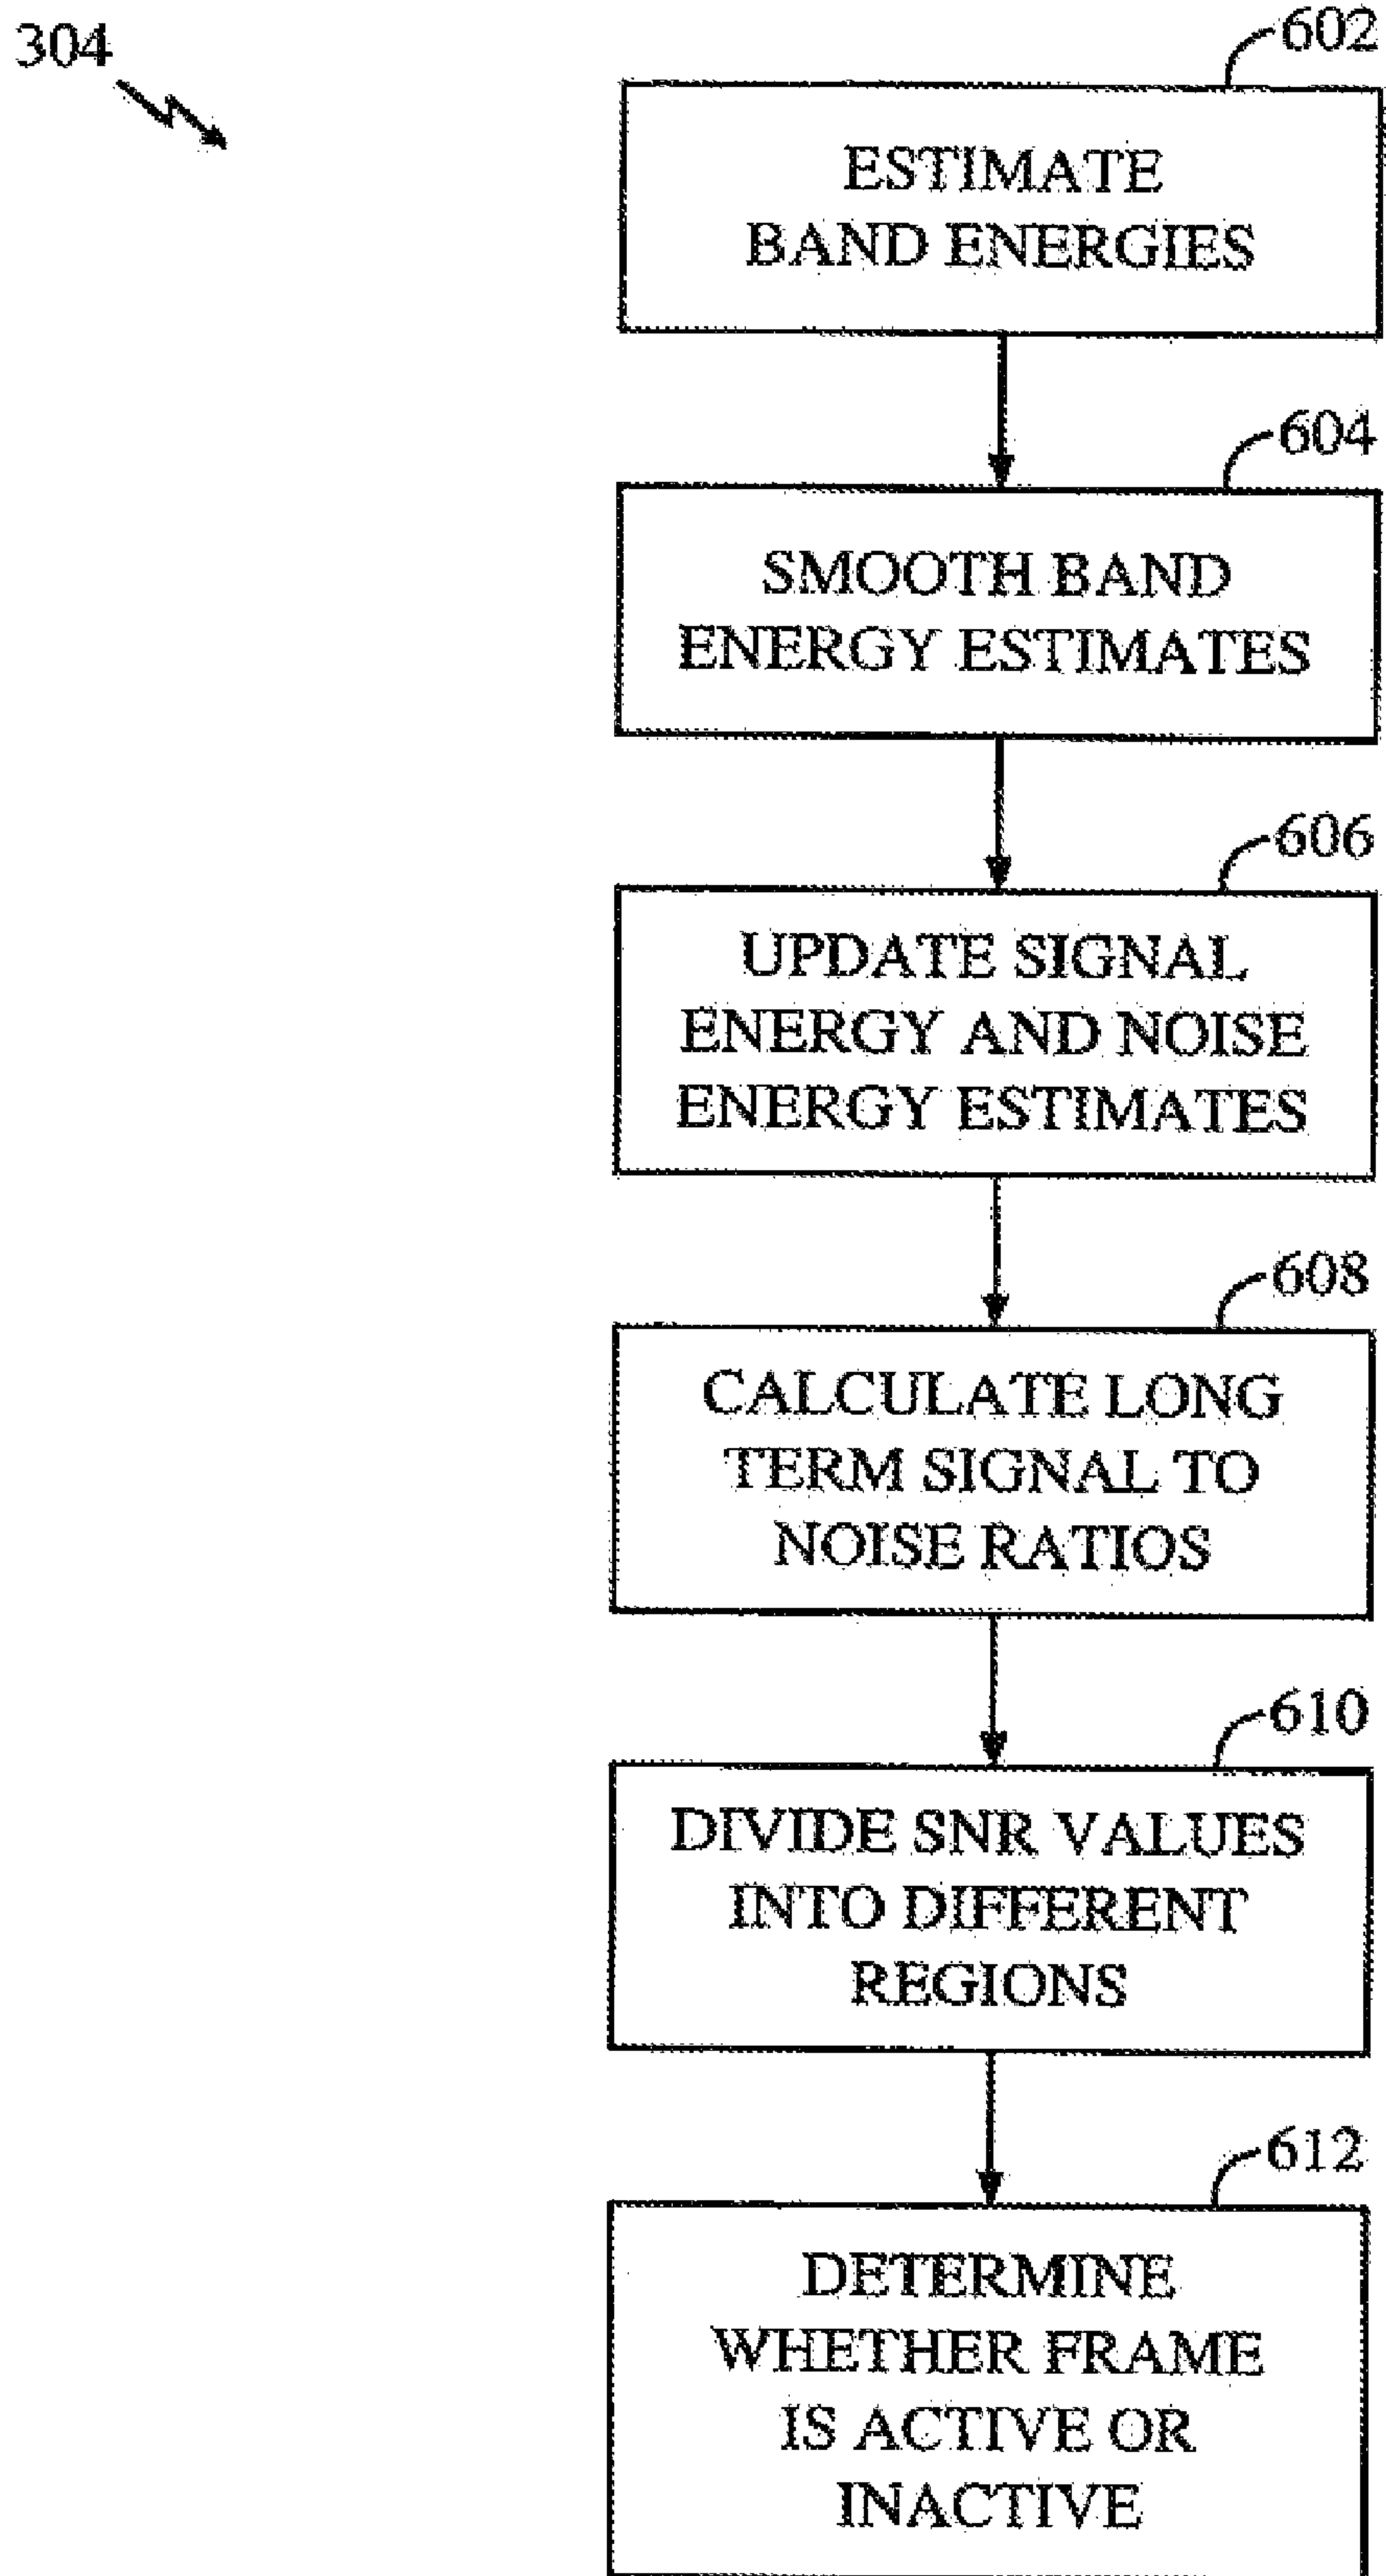 304
602
ESTIMATE
BAND ENERGIES
604
SMOOTH BAND
ENERGY ESTIMATES
606
UPDATE SIGNAL
ENERGY AND NOISE
ENERGY ESTIMATES
608
CALCULATE LONG
TERM SIGNAL TO
NOISE RATIOS
610
DIVIDE SNR VALUES
INTO DIFFERENT
REGIONS
612
DETERMINE
WHETHER FRAME
IS ACTIVE OR
INACTIVE